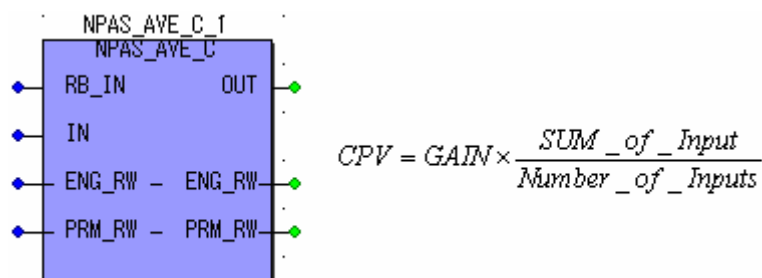 NPAS_AVE_C_1
NPAS_AVE_C
RB_IN OUT
IN
ENG_RW – ENG_RW
PRM_RW – PRM_RW
CPV = GAIN × SUM_of_Input / Number_of_Inputs